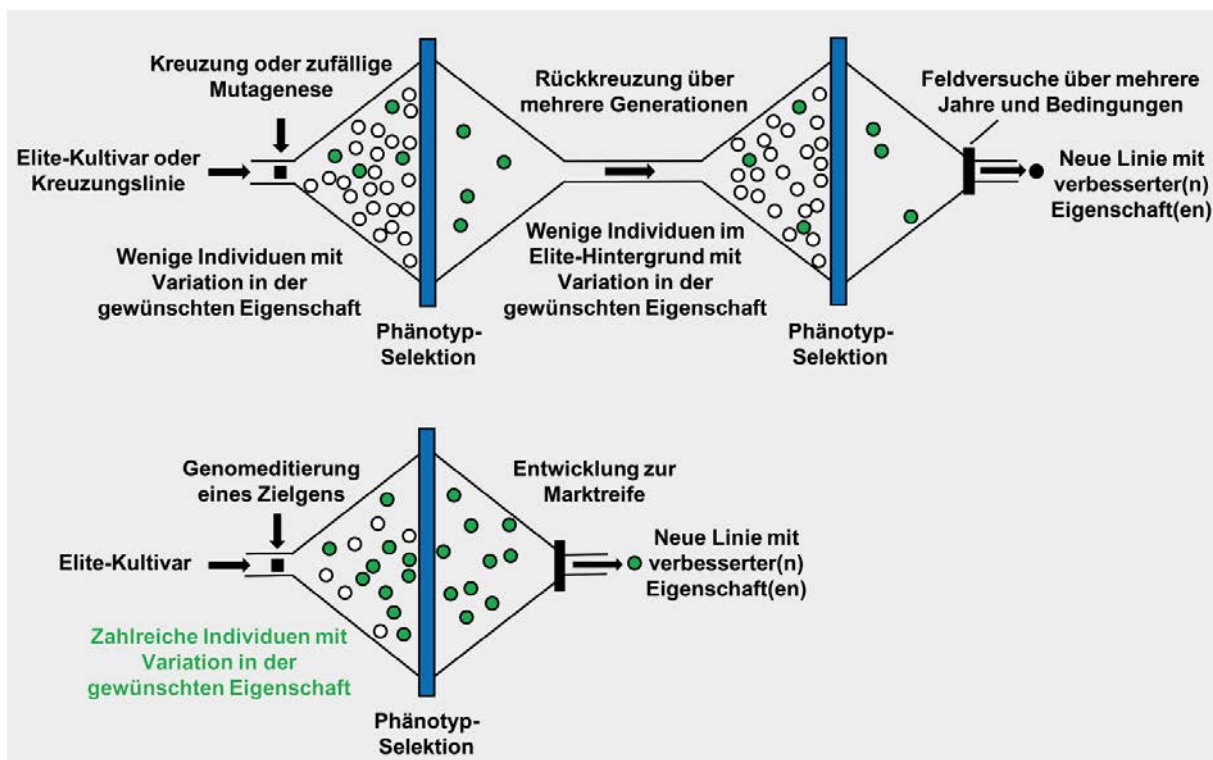 Kreuzung oder zufällige
Mutagenese
Elite-Kultivar oder
Kreuzungslinie
Wenige Individuen mit
Variation in der
gewünschten Eigenschaft
Phänotyp-
Selektion
Rückkreuzung über
mehrere Generationen
Wenige Individuen im
Elite-Hintergrund mit
Variation in der
gewünschten Eigenschaft
Phänotyp-
Selektion
Feldversuche über mehrere
Jahre und Bedingungen
Neue Linie mit
verbesserter(n)
Eigenschaft(en)
Genomeditierung
eines Zielgens
Elite-Kultivar
Zahlreiche Individuen mit
Variation in der
gewünschten Eigenschaft
Phänotyp-
Selektion
Entwicklung zur
Marktreife
Neue Linie mit
verbesserter(n)
Eigenschaft(en)